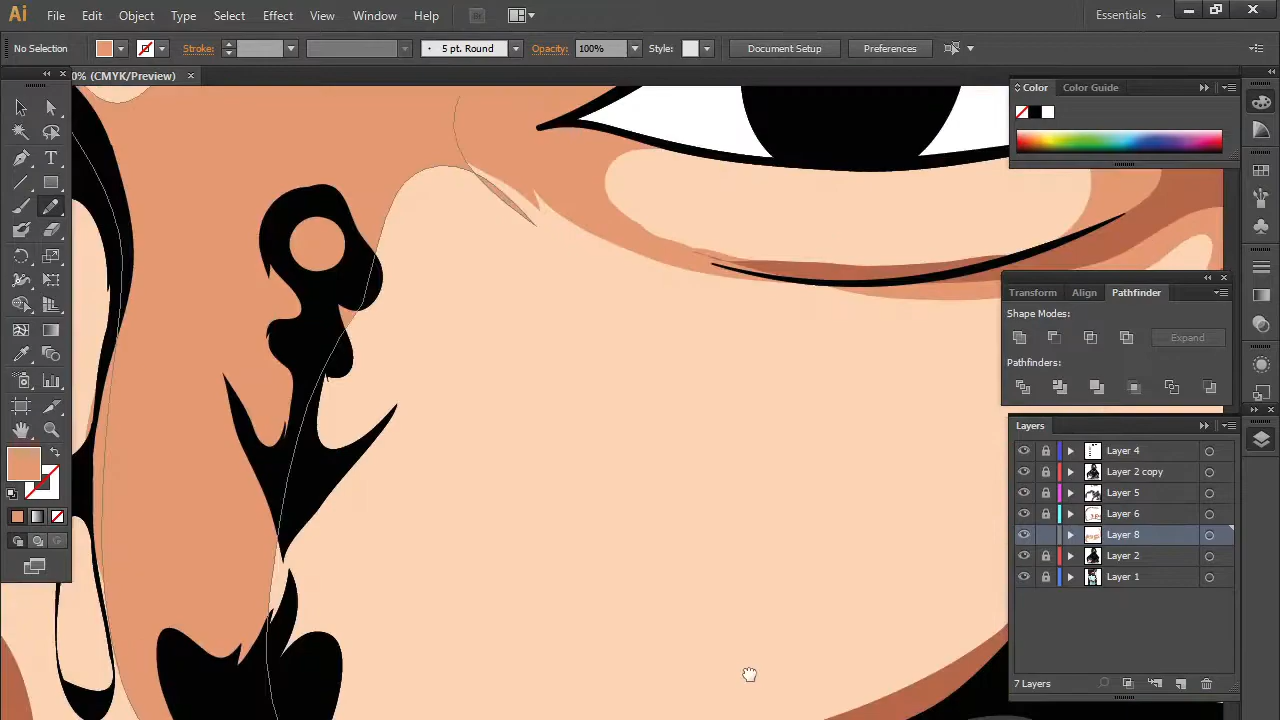 Ai File Edit Object Type Select Effect View Window Help Br Essentials
No Selection Stroke: 5 pt. Round Opacity: 100% Style: Document Setup Preferences
0% (CMYK/Preview)
Color Color Guide
Transform Align Pathfinder
Shape Modes:
Expand
Pathfinders:
Layers
Layer 4
Layer 2 copy
Layer 5
Layer 6
Layer 8
Layer 2
Layer 1
7 Layers